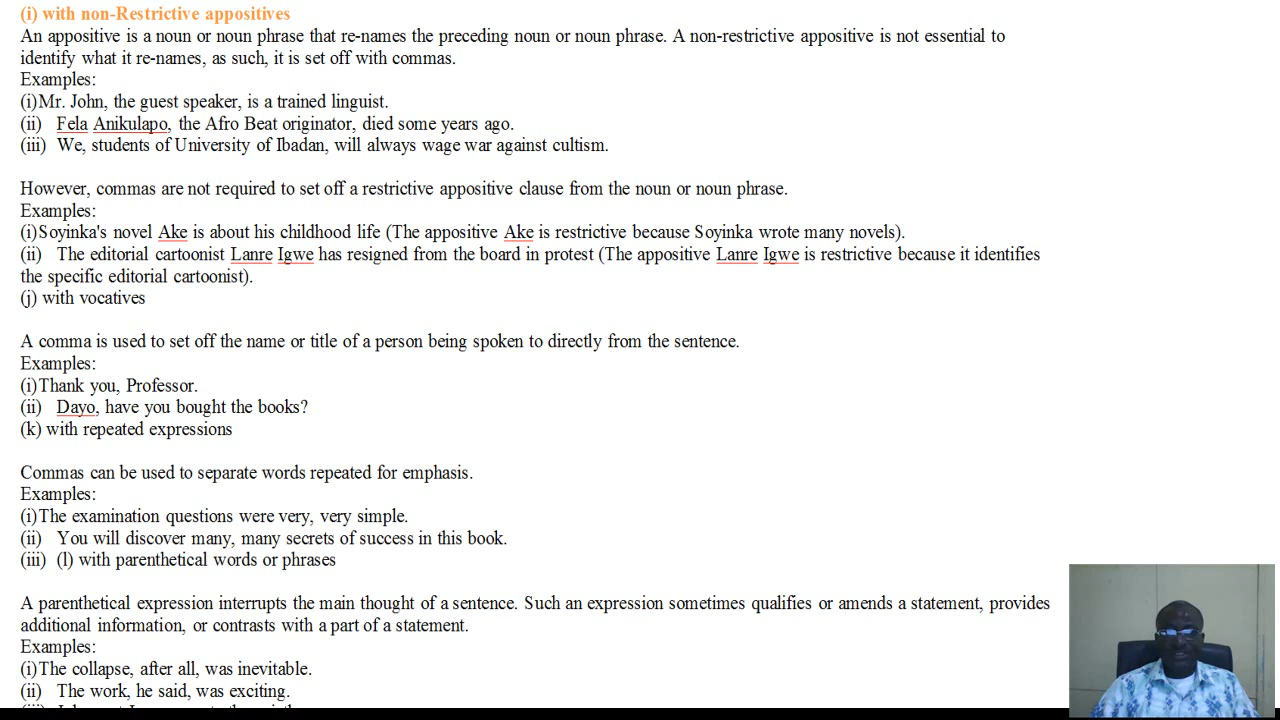 (i) with non-Restrictive appositives
An appositive is a noun or noun phrase that re-names the preceding noun or noun phrase. A non-restrictive appositive is not essential to
identify what it re-names, as such, it is set off with commas.
Examples:
(i)Mr. John, the guest speaker, is a trained linguist.
(ii) Fela Anikulapo, the Afro Beat originator, died some years ago.
(iii) We, students of University of Ibadan, will always wage war against cultism.
However, commas are not required to set off a restrictive appositive clause from the noun or noun phrase.
Examples:
(i)Soyinka's novel Ake is about his childhood life (The appositive Ake is restrictive because Soyinka wrote many novels).
(ii) The editorial cartoonist Lanre Igwe has resigned from the board in protest (The appositive Lanre Igwe is restrictive because it identifies
the specific editorial cartoonist).
(j) with vocatives
A comma is used to set off the name or title of a person being spoken to directly from the sentence.
Examples:
(i)Thank you, Professor.
(ii) Dayo, have you bought the books?
(k) with repeated expressions
Commas can be used to separate words repeated for emphasis.
Examples:
(i)The examination questions were very, very simple.
(ii) You will discover many, many secrets of success in this book.
(iii) (l) with parenthetical words or phrases
A parenthetical expression interrupts the main thought of a sentence. Such an expression sometimes qualifies or amends a statement, provides
additional information, or contrasts with a part of a statement.
Examples:
(i)The collapse, after all, was inevitable.
(ii) The work, he said, was exciting.